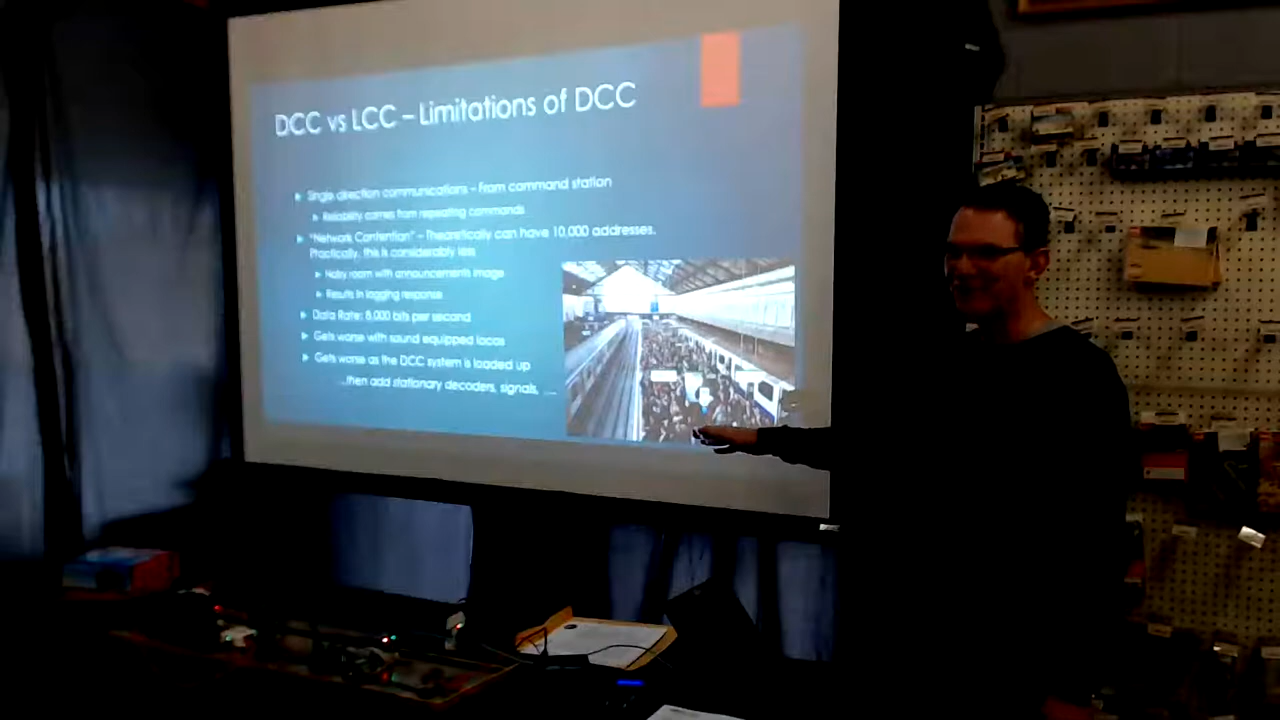 DCC vs LCC – Limitations of DCC
Single direction communications – From command station
Reliability comes from repeating commands
"Network Contention" – Theoretically can have 10,000 addresses.
Practically, this is considerably less
Noisy room with announcements image
Results in lagging response
Data Rate: 8,000 bits per second
Gets worse with sound equipped locos
Gets worse as the DCC system is loaded up
...then add stationary decoders, signals, ...